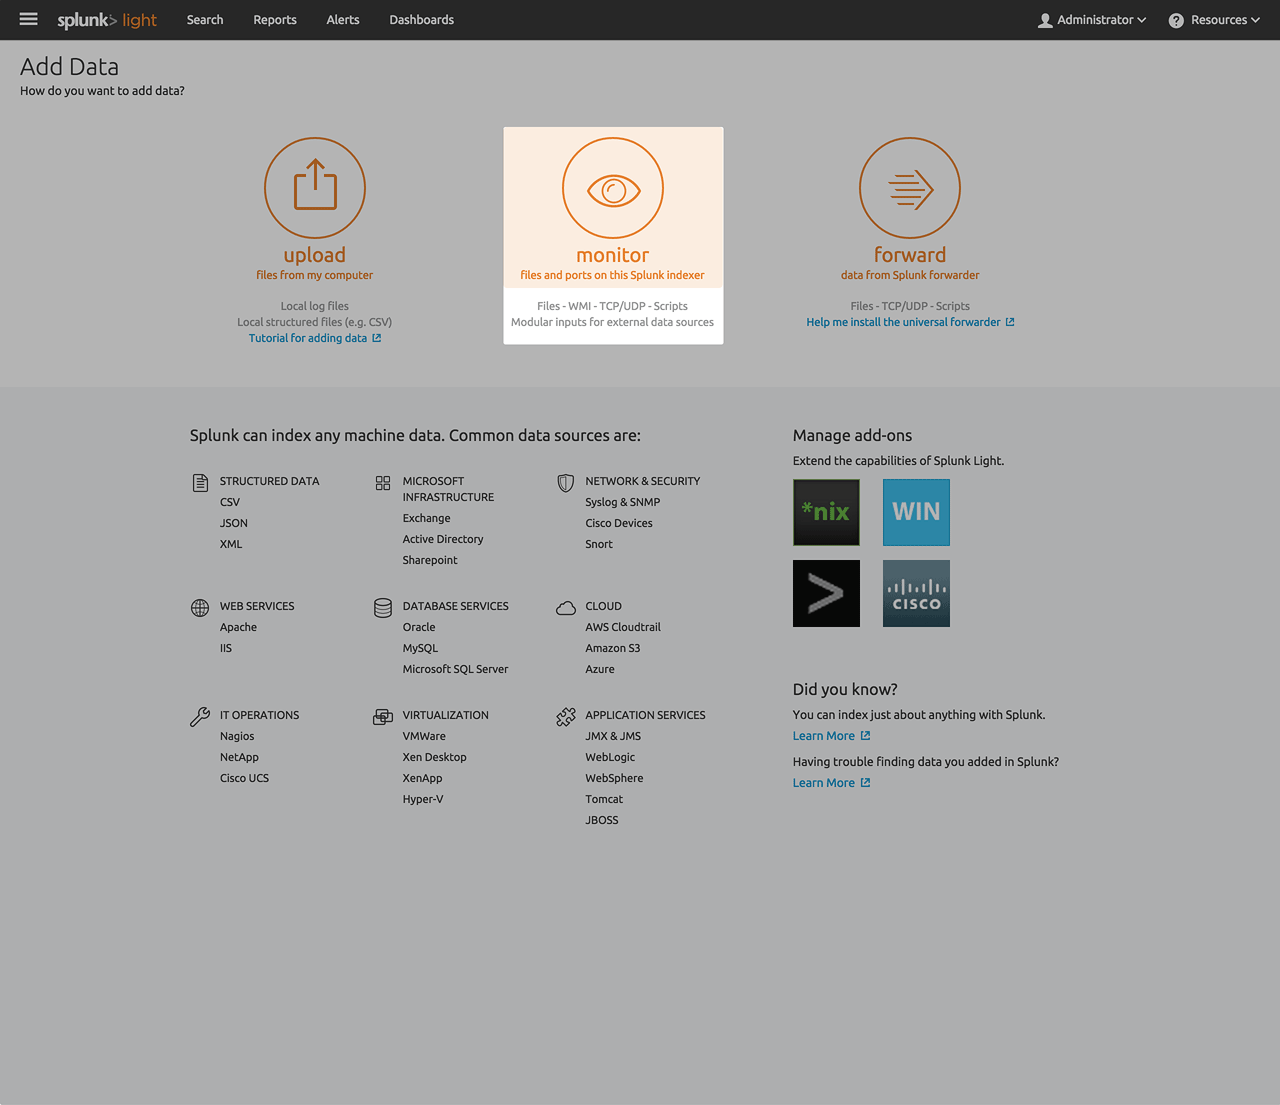 splunk> light Search Reports Alerts Dashboards Administrator ? Resources
Add Data
How do you want to add data?
upload
files from my computer
Local log files
Local structured files (e.g. CSV)
Tutorial for adding data
monitor
files and ports on this Splunk indexer
Files - WMI - TCP/UDP - Scripts
Modular inputs for external data sources
forward
data from Splunk forwarder
Files - TCP/UDP - Scripts
Help me install the universal forwarder
Splunk can index any machine data. Common data sources are:
STRUCTURED DATA
CSV
JSON
XML
MICROSOFT
INFRASTRUCTURE
Exchange
Active Directory
Sharepoint
NETWORK & SECURITY
Syslog & SNMP
Cisco Devices
Snort
WEB SERVICES
Apache
IIS
DATABASE SERVICES
Oracle
MySQL
Microsoft SQL Server
CLOUD
AWS Cloudtrail
Amazon S3
Azure
IT OPERATIONS
Nagios
NetApp
Cisco UCS
VIRTUALIZATION
VMWare
Xen Desktop
XenApp
Hyper-V
APPLICATION SERVICES
JMX & JMS
WebLogic
WebSphere
Tomcat
JBOSS
Manage add-ons
Extend the capabilities of Splunk Light.
*nix
WIN
>
CISCO
Did you know?
You can index just about anything with Splunk.
Learn More
Having trouble finding data you added in Splunk?
Learn More